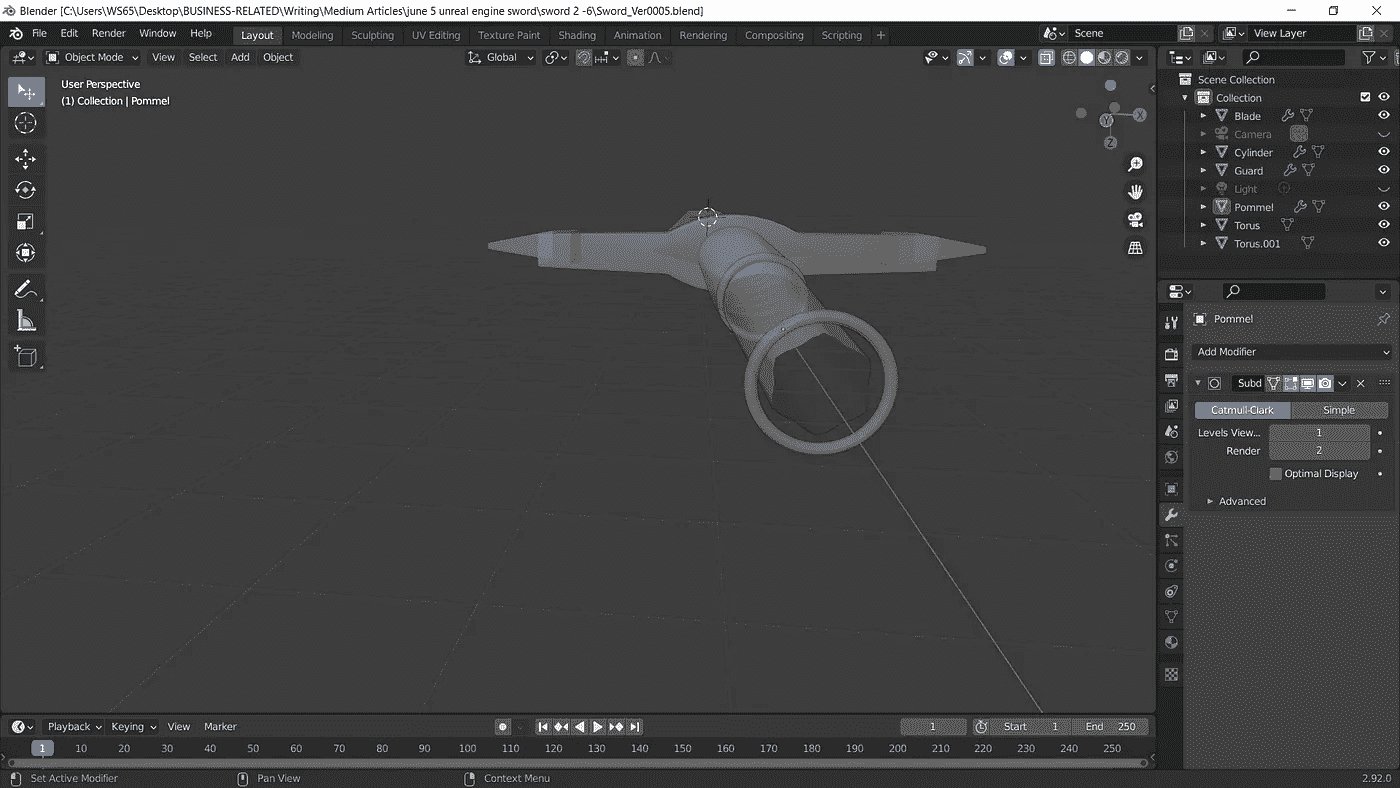 Blender [C:\Users\WS65\Desktop\BUSINESS-RELATED\Writing\Medium Articles\june 5 unreal engine sword\sword 2 -6\Sword_Ver0005.blend]
File Edit Render Window Help Layout Modeling Sculpting UV Editing Texture Paint Shading Animation Rendering Compositing Scripting + Scene View Layer
Object Mode View Select Add Object Global
User Perspective
(1) Collection | Pommel
X
Y
Z
Scene Collection
Collection
Blade
Camera
Cylinder
Guard
Light
Pommel
Torus
Torus.001
Pommel
Add Modifier
Subd
Catmull-Clark Simple
Levels View... 1
Render 2
Optimal Display
Advanced
Playback Keying View Marker 1 Start 1 End 250
1 10 20 30 40 50 60 70 80 90 100 110 120 130 140 150 160 170 180 190 200 210 220 230 240 250
Set Active Modifier Pan View Context Menu 2.92.0